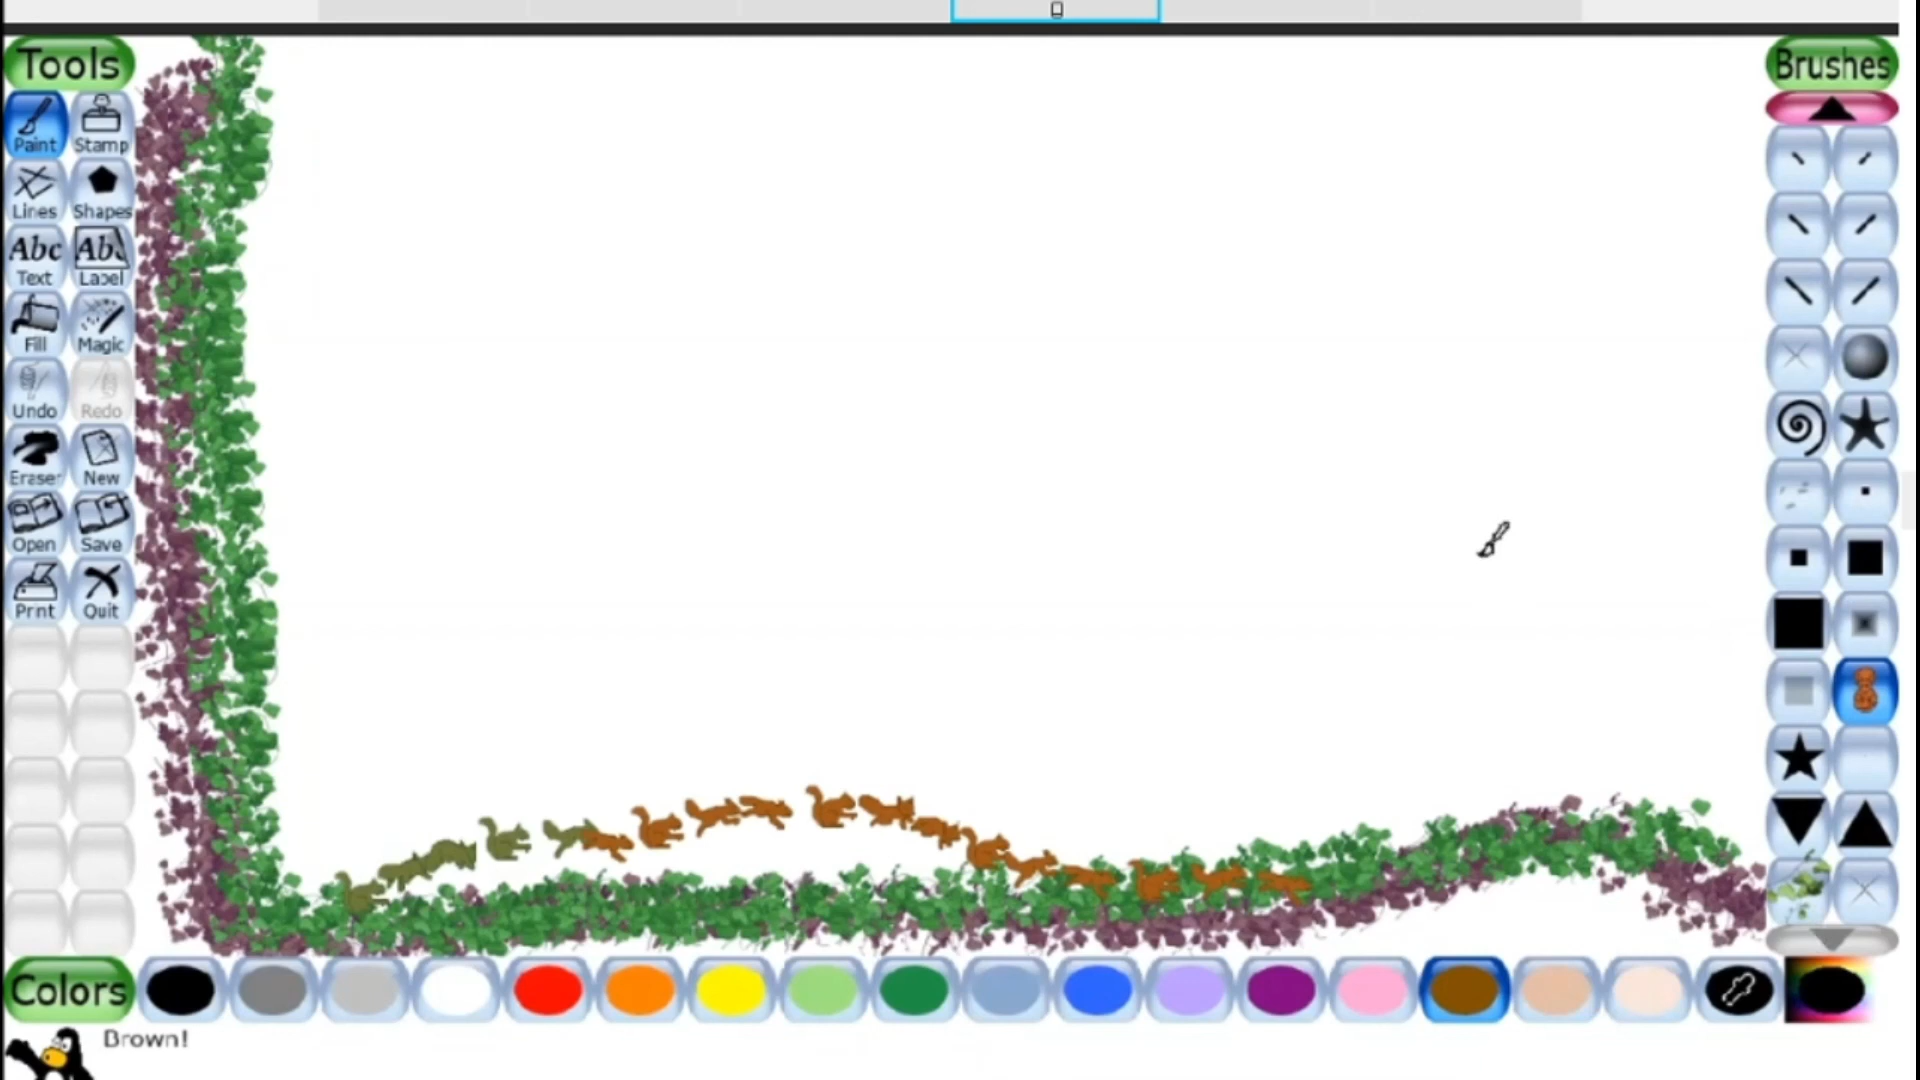 Tools
Brushes
Paint Stamp
Lines Shapes
Abc Abc
Text Label
Fill Magic
Undo Redo
Eraser New
Open Save
Print Quit
Colors
Brown!